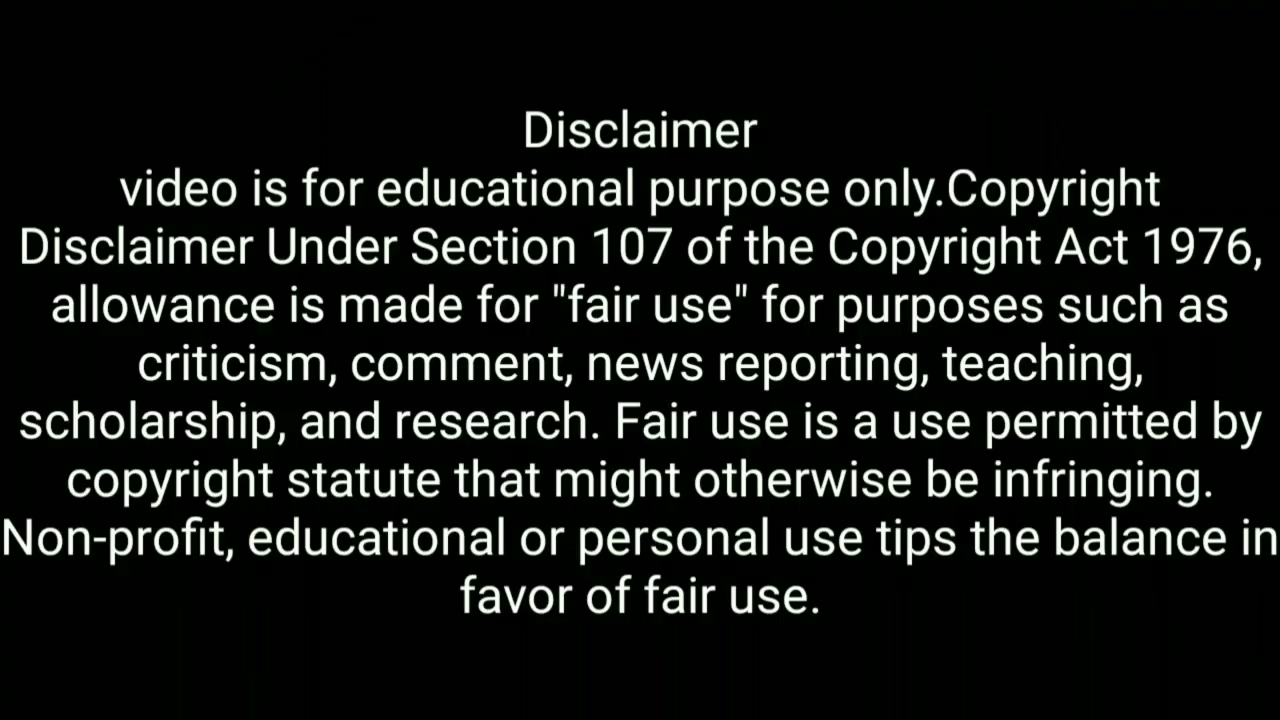 Disclaimer
video is for educational purpose only.Copyright
Disclaimer Under Section 107 of the Copyright Act 1976,
allowance is made for "fair use" for purposes such as
criticism, comment, news reporting, teaching,
scholarship, and research. Fair use is a use permitted by
copyright statute that might otherwise be infringing.
Non-profit, educational or personal use tips the balance in
favor of fair use.